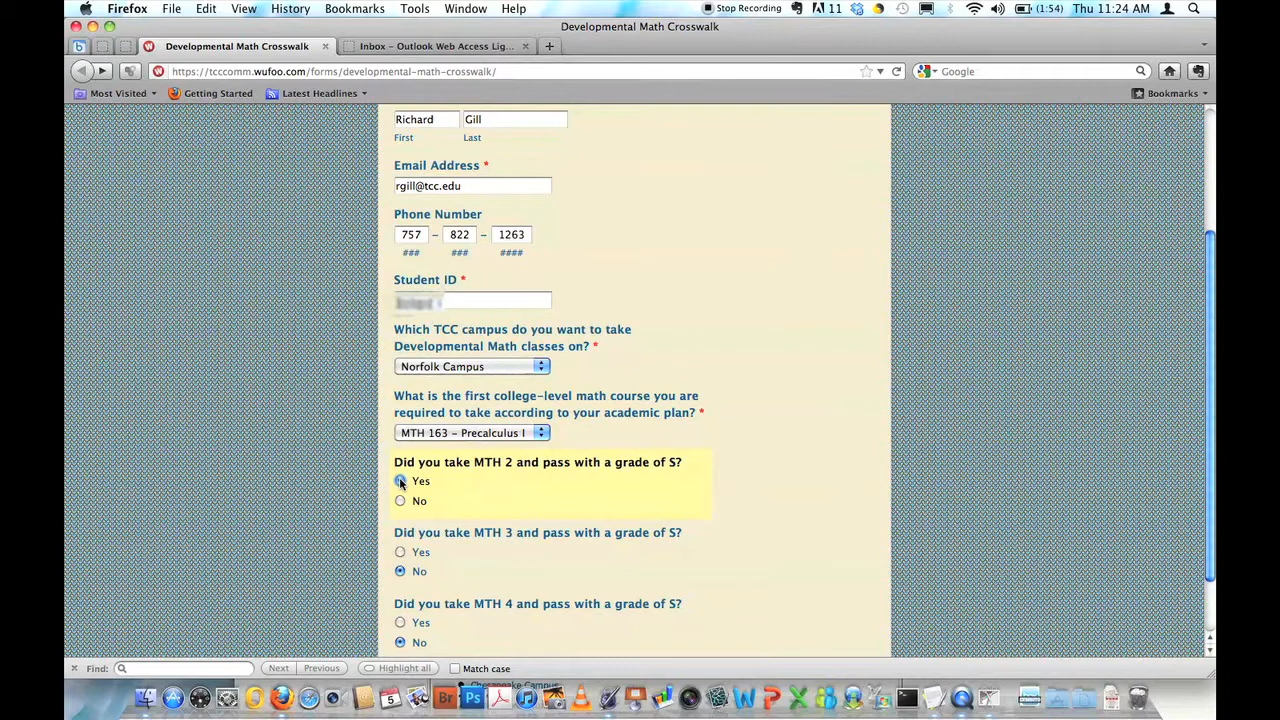 Firefox File Edit View History Bookmarks Tools Window Help Stop Recording 11 (1:54) Thu 11:24 AM
Developmental Math Crosswalk
Developmental Math Crosswalk Inbox – Outlook Web Access Lig...
https://tcccomm.wufoo.com/forms/developmental-math-crosswalk/ Google
Most Visited Getting Started Latest Headlines Bookmarks
Richard Gill
First Last
Email Address *
rgill@tcc.edu
Phone Number
757 – 822 – 1263
### ### ####
Student ID *
Which TCC campus do you want to take
Developmental Math classes on? *
Norfolk Campus
What is the first college-level math course you are
required to take according to your academic plan? *
MTH 163 – Precalculus I
Did you take MTH 2 and pass with a grade of S?
Yes
No
Did you take MTH 3 and pass with a grade of S?
Yes
No
Did you take MTH 4 and pass with a grade of S?
Yes
No
Find: Next Previous Highlight all Match case
Chesapeake Campus